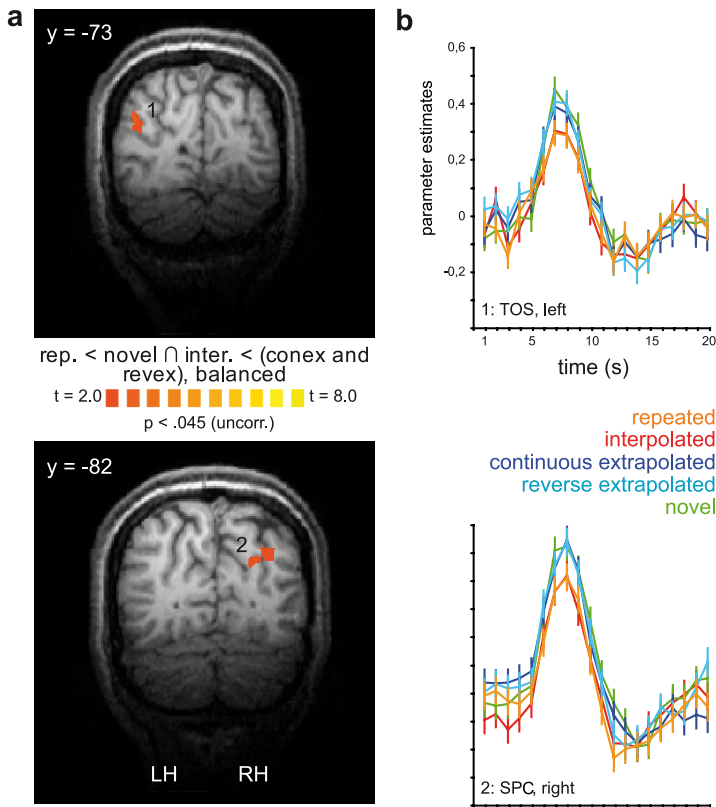 a
y = -73
1
rep. < novel ∩ inter. < (conex and
revex), balanced
t = 2.0
t = 8.0
p < .045 (uncorr.)
y = -82
2
LH
RH
b
0,6
0,4
0,2
0
-0,2
parameter estimates
1: TOS, left
1
5
10
15
20
time (s)
repeated
interpolated
continuous extrapolated
reverse extrapolated
novel
2: SPC, right